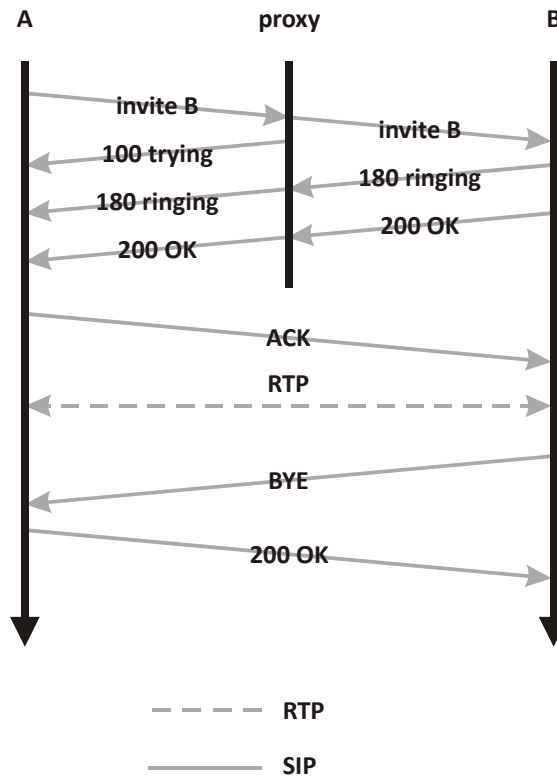 A proxy B
invite B
invite B
100 trying
180 ringing
180 ringing
200 OK
200 OK
ACK
RTP
BYE
200 OK
RTP
SIP